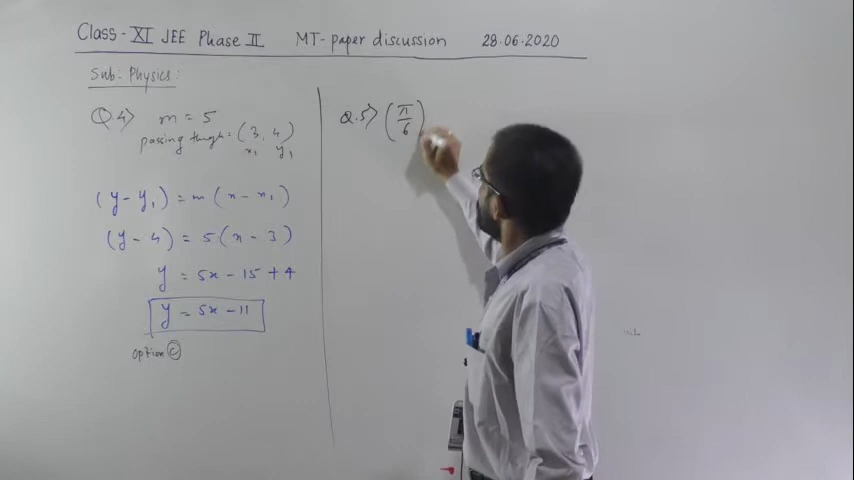 Class - XI JEE Phase II MT- paper discussion 28.06.2020
Sub: Physics:
Q.4> m = 5
passing though = (3, 4)
x₁ y₁
(y - y₁) = m (x - x₁)
(y - 4) = 5 (x - 3)
y = 5x - 15 + 4
y = 5x - 11
option (c)
Q.5> (π/6)